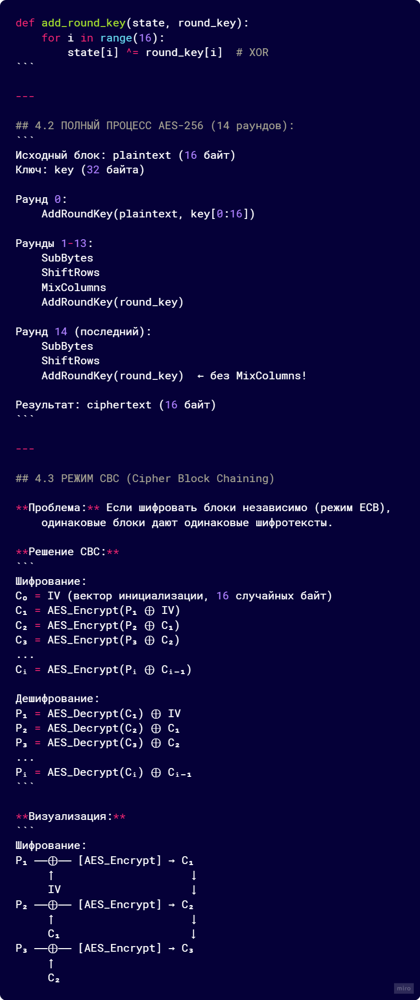 def add_round_key(state, round_key):
    for i in range(16):
        state[i] ^= round_key[i]  # XOR
```
---
## 4.2 ПОЛНЫЙ ПРОЦЕСС AES-256 (14 раундов):
```
Исходный блок: plaintext (16 байт)
Ключ: key (32 байта)
Раунд 0:
    AddRoundKey(plaintext, key[0:16])
Раунды 1-13:
    SubBytes
    ShiftRows
    MixColumns
    AddRoundKey(round_key)
Раунд 14 (последний):
    SubBytes
    ShiftRows
    AddRoundKey(round_key)  ← без MixColumns!
Результат: ciphertext (16 байт)
```
---
## 4.3 РЕЖИМ CBC (Cipher Block Chaining)
**Проблема:** Если шифровать блоки независимо (режим ECB),
    одинаковые блоки дают одинаковые шифротексты.
**Решение CBC:**
```
Шифрование:
C₀ = IV (вектор инициализации, 16 случайных байт)
C₁ = AES_Encrypt(P₁ ⊕ IV)
C₂ = AES_Encrypt(P₂ ⊕ C₁)
C₃ = AES_Encrypt(P₃ ⊕ C₂)
...
Cᵢ = AES_Encrypt(Pᵢ ⊕ Cᵢ₋₁)
Дешифрование:
P₁ = AES_Decrypt(C₁) ⊕ IV
P₂ = AES_Decrypt(C₂) ⊕ C₁
P₃ = AES_Decrypt(C₃) ⊕ C₂
...
Pᵢ = AES_Decrypt(Cᵢ) ⊕ Cᵢ₋₁
```
**Визуализация:**
```
Шифрование:
P₁ ──⊕── [AES_Encrypt] → C₁
     ↑                     ↓
     IV                    ↓
P₂ ──⊕── [AES_Encrypt] → C₂
     ↑                     ↓
     C₁                    ↓
P₃ ──⊕── [AES_Encrypt] → C₃
     ↑
     C₂
miro